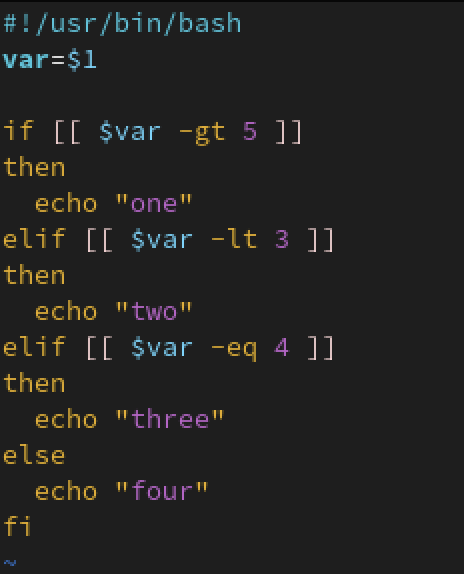 #!/usr/bin/bash
var=$1

if [[ $var -gt 5 ]]
then
  echo "one"
elif [[ $var -lt 3 ]]
then
  echo "two"
elif [[ $var -eq 4 ]]
then
  echo "three"
else
  echo "four"
fi
~